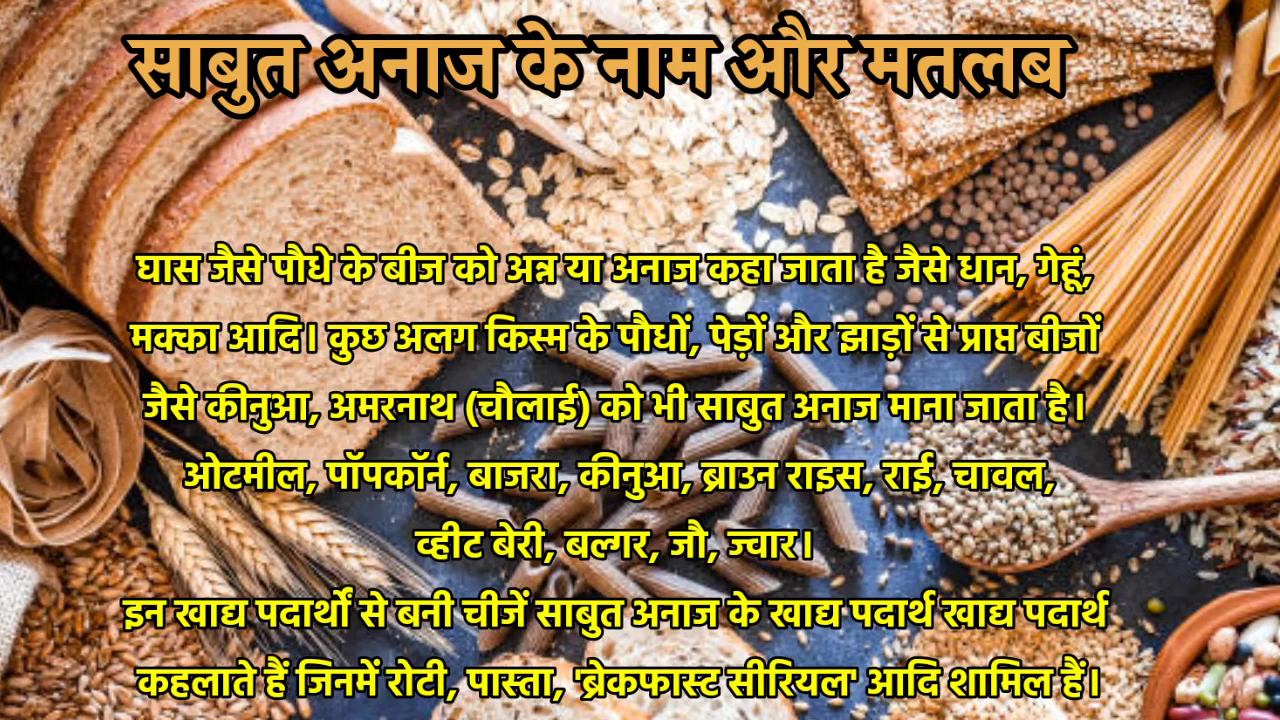 साबुत अनाज के नाम और मतलब
घास जैसे पौधे के बीज को अन्न या अनाज कहा जाता है जैसे धान, गेहूं,
मक्का आदि। कुछ अलग किस्म के पौधों, पेड़ों और झाड़ों से प्राप्त बीजों
जैसे कीनुआ, अमरनाथ (चौलाई) को भी साबुत अनाज माना जाता है।
ओटमील, पॉपकॉर्न, बाजरा, कीनुआ, ब्राउन राइस, राई, चावल,
व्हीट बेरी, बल्गर, जौ, ज्वार।
इन खाद्य पदार्थों से बनी चीजें साबुत अनाज के खाद्य पदार्थ खाद्य पदार्थ
कहलाते हैं जिनमें रोटी, पास्ता, 'ब्रेकफास्ट सीरियल' आदि शामिल हैं।